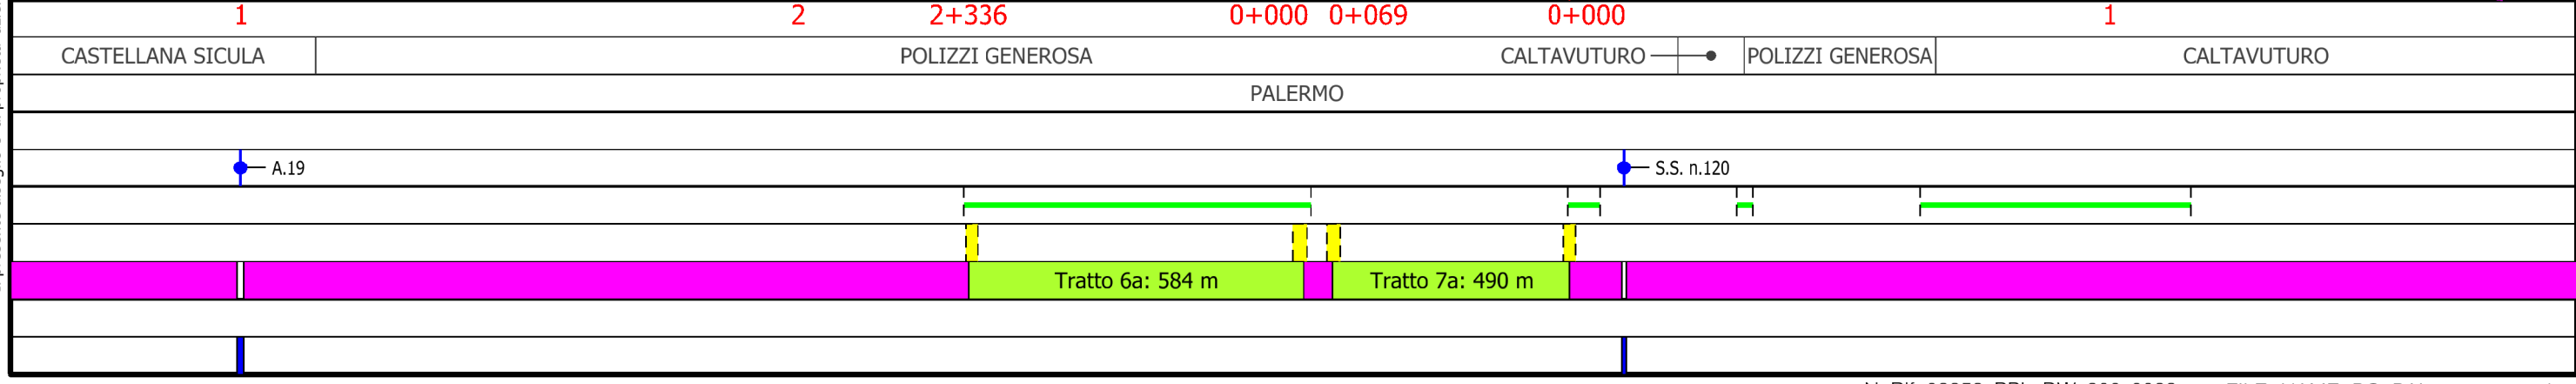 1 2 2+336 0+000 0+069 0+000 1
CASTELLANA SICULA POLIZZI GENEROSA CALTAVUTURO POLIZZI GENEROSA CALTAVUTURO
PALERMO
A.19 S.S. n.120
Tratto 6a: 584 m Tratto 7a: 490 m